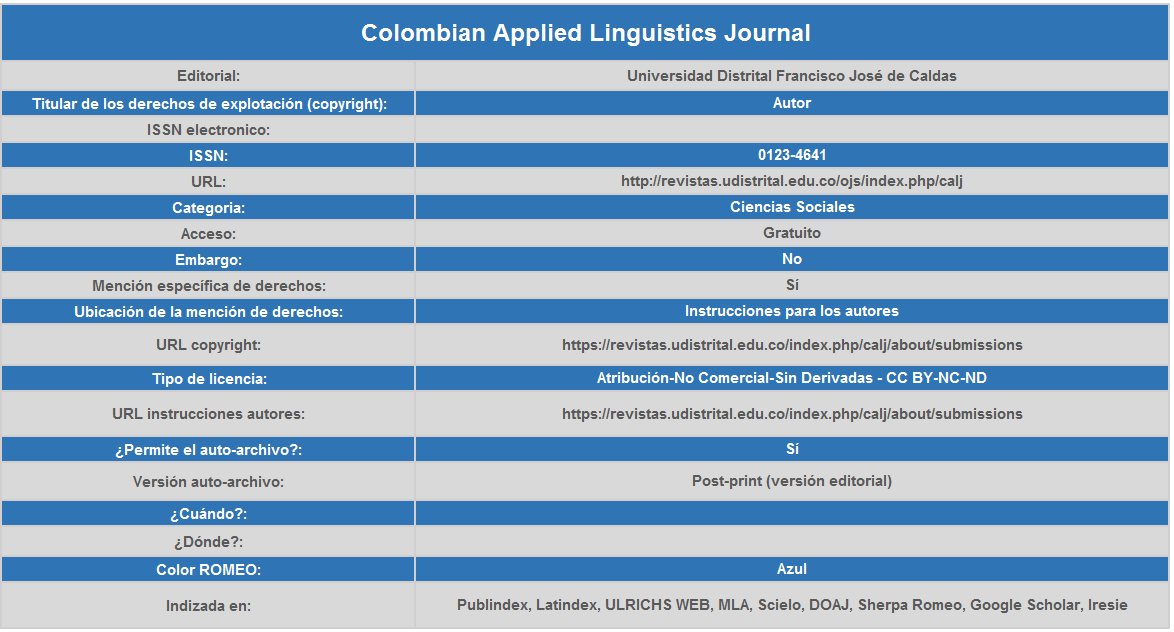 Colombian Applied Linguistics Journal
Editorial: Universidad Distrital Francisco José de Caldas
Titular de los derechos de explotación (copyright): Autor
ISSN electronico:
ISSN: 0123-4641
URL: http://revistas.udistrital.edu.co/ojs/index.php/calj
Categoria: Ciencias Sociales
Acceso: Gratuito
Embargo: No
Mención específica de derechos: Sí
Ubicación de la mención de derechos: Instrucciones para los autores
URL copyright: https://revistas.udistrital.edu.co/index.php/calj/about/submissions
Tipo de licencia: Atribución-No Comercial-Sin Derivadas - CC BY-NC-ND
URL instrucciones autores: https://revistas.udistrital.edu.co/index.php/calj/about/submissions
¿Permite el auto-archivo?: Sí
Versión auto-archivo: Post-print (versión editorial)
¿Cuándo?:
¿Dónde?:
Color ROMEO: Azul
Indizada en: Publindex, Latindex, ULRICHS WEB, MLA, Scielo, DOAJ, Sherpa Romeo, Google Scholar, Iresie